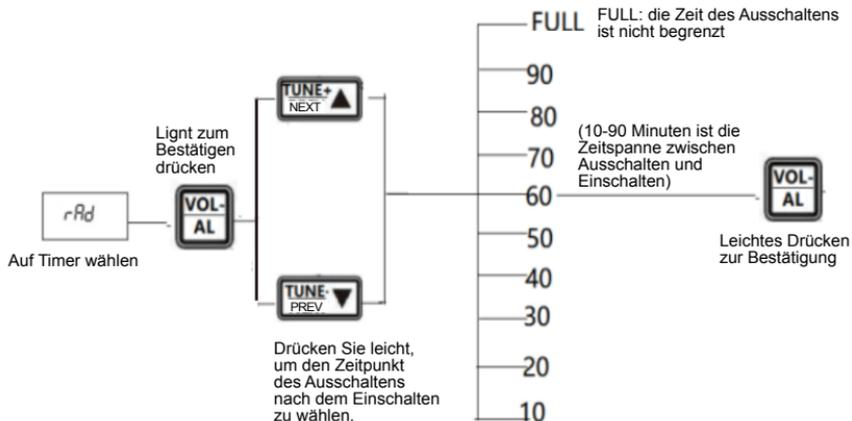 rAd
Auf Timer wählen
Lignt zum
Bestätigen
drücken
VOL-
AL
TUNE+
NEXT
TUNE-
PREV
Drücken Sie leicht,
um den Zeitpunkt
des Ausschaltens
nach dem Einschalten
zu wählen.
FULL
90
80
70
60
50
40
30
20
10
FULL: die Zeit des Ausschaltens
ist nicht begrenzt
(10-90 Minuten ist die
Zeitspanne zwischen
Ausschalten und
Einschalten)
VOL-
AL
Leichtes Drücken
zur Bestätigung